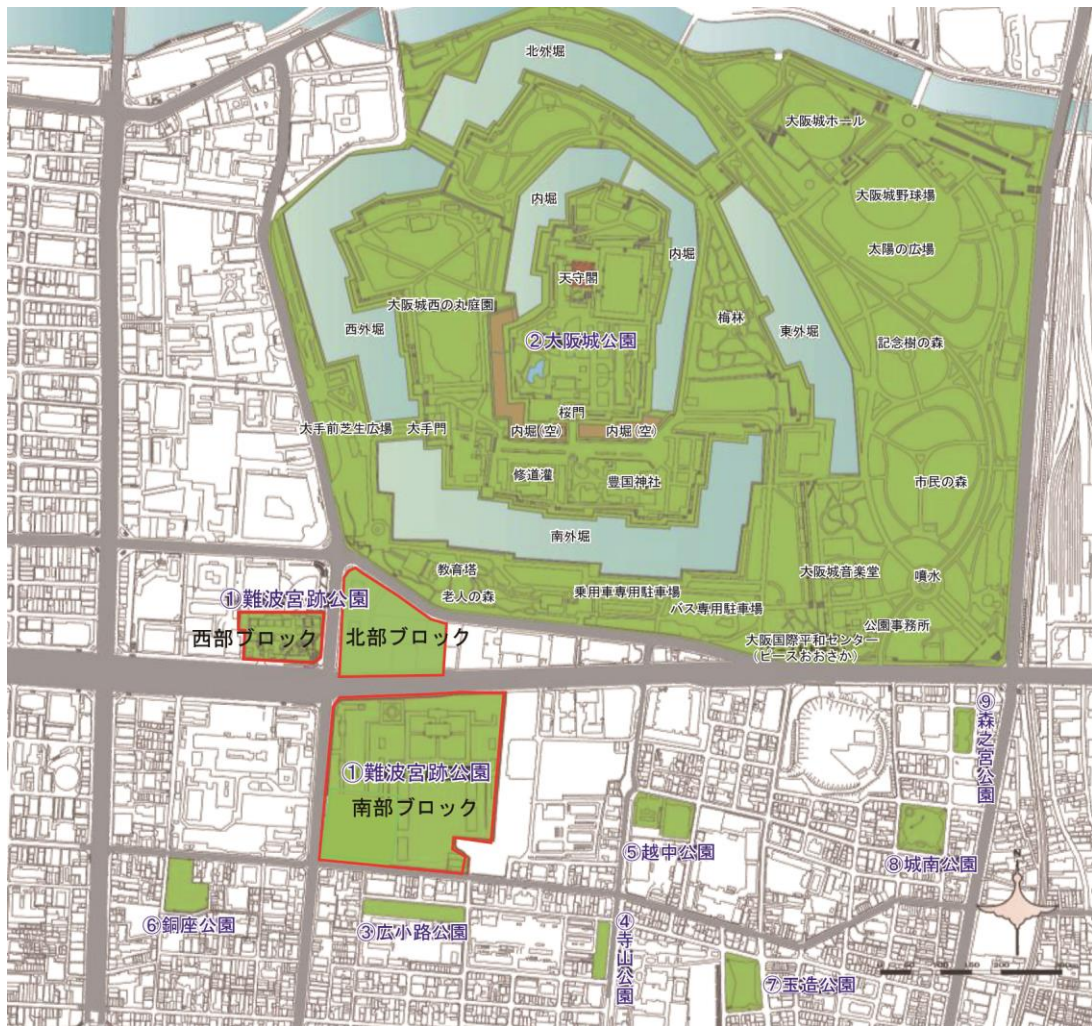 北外堀
大阪城ホール
内堀
大阪城野球場
太陽の広場
内堀
天守閣
大阪城西の丸庭園
西外堀
梅林
東外堀
②大阪城公園
記念樹の森
桜門
大手前芝生広場
大手門
内堀(空)
内堀(空)
修道灌
豊国神社
市民の森
南外堀
教育塔
大阪城音楽堂
噴水
老人の森
乗用車専用駐車場
バス専用駐車場
公園事務所
大阪国際平和センター
(ピースおおさか)
①難波宮跡公園
西部ブロック
北部ブロック
①難波宮跡公園
南部ブロック
⑨森之宮公園
⑤越中公園
⑧城南公園
⑥銅座公園
③広小路公園
④寺山公園
⑦玉造公園
N